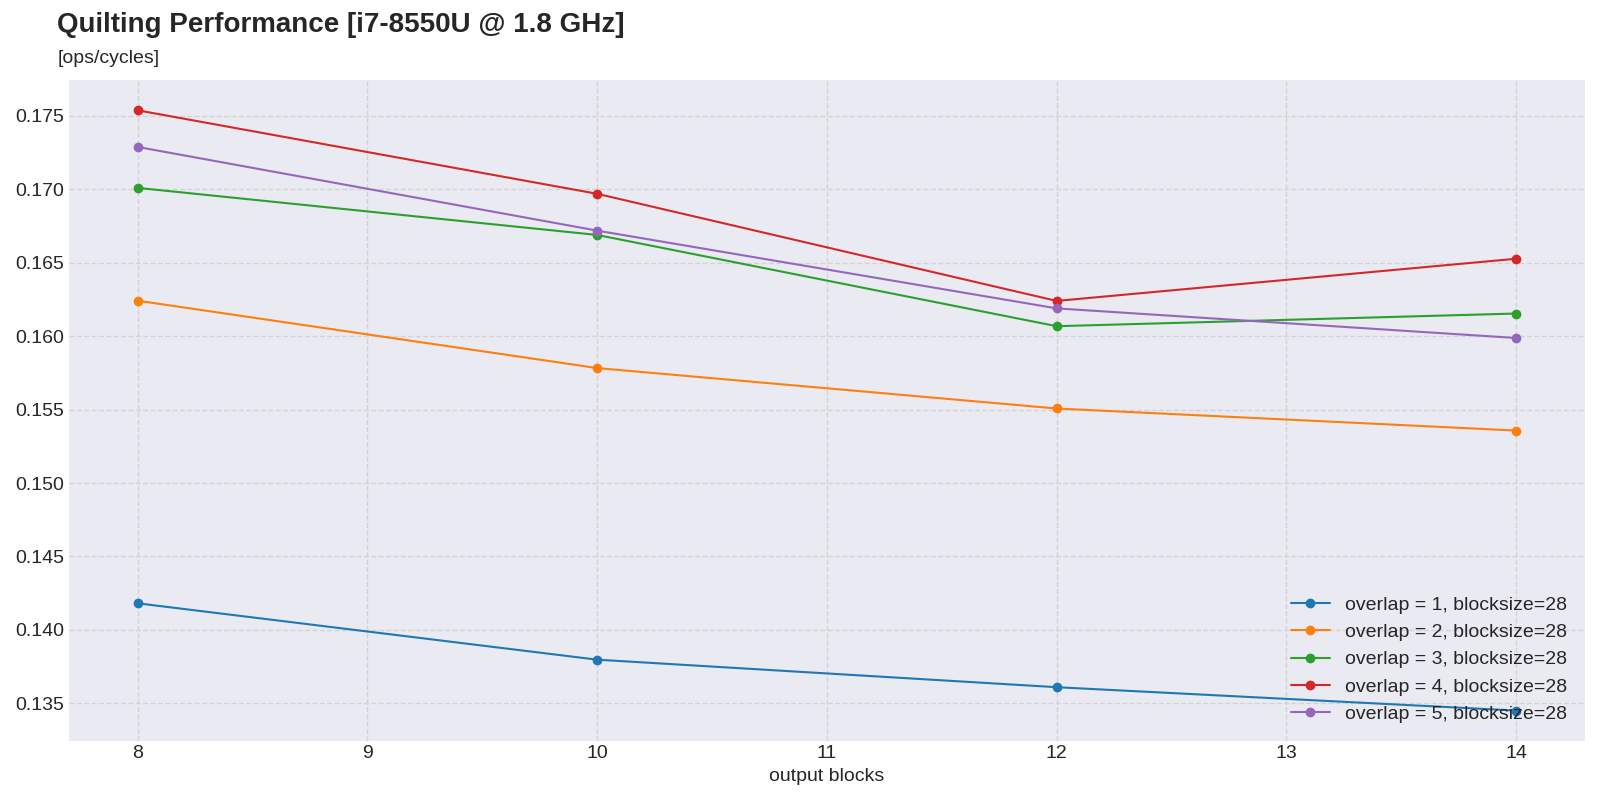 Quilting Performance [i7-8550U @ 1.8 GHz]
[ops/cycles]
0.175
0.170
0.165
0.160
0.155
0.150
0.145
0.140
0.135
overlap = 1, blocksize=28
overlap = 2, blocksize=28
overlap = 3, blocksize=28
overlap = 4, blocksize=28
overlap = 5, blocksize=28
8 9 10 11 12 13 14
output blocks